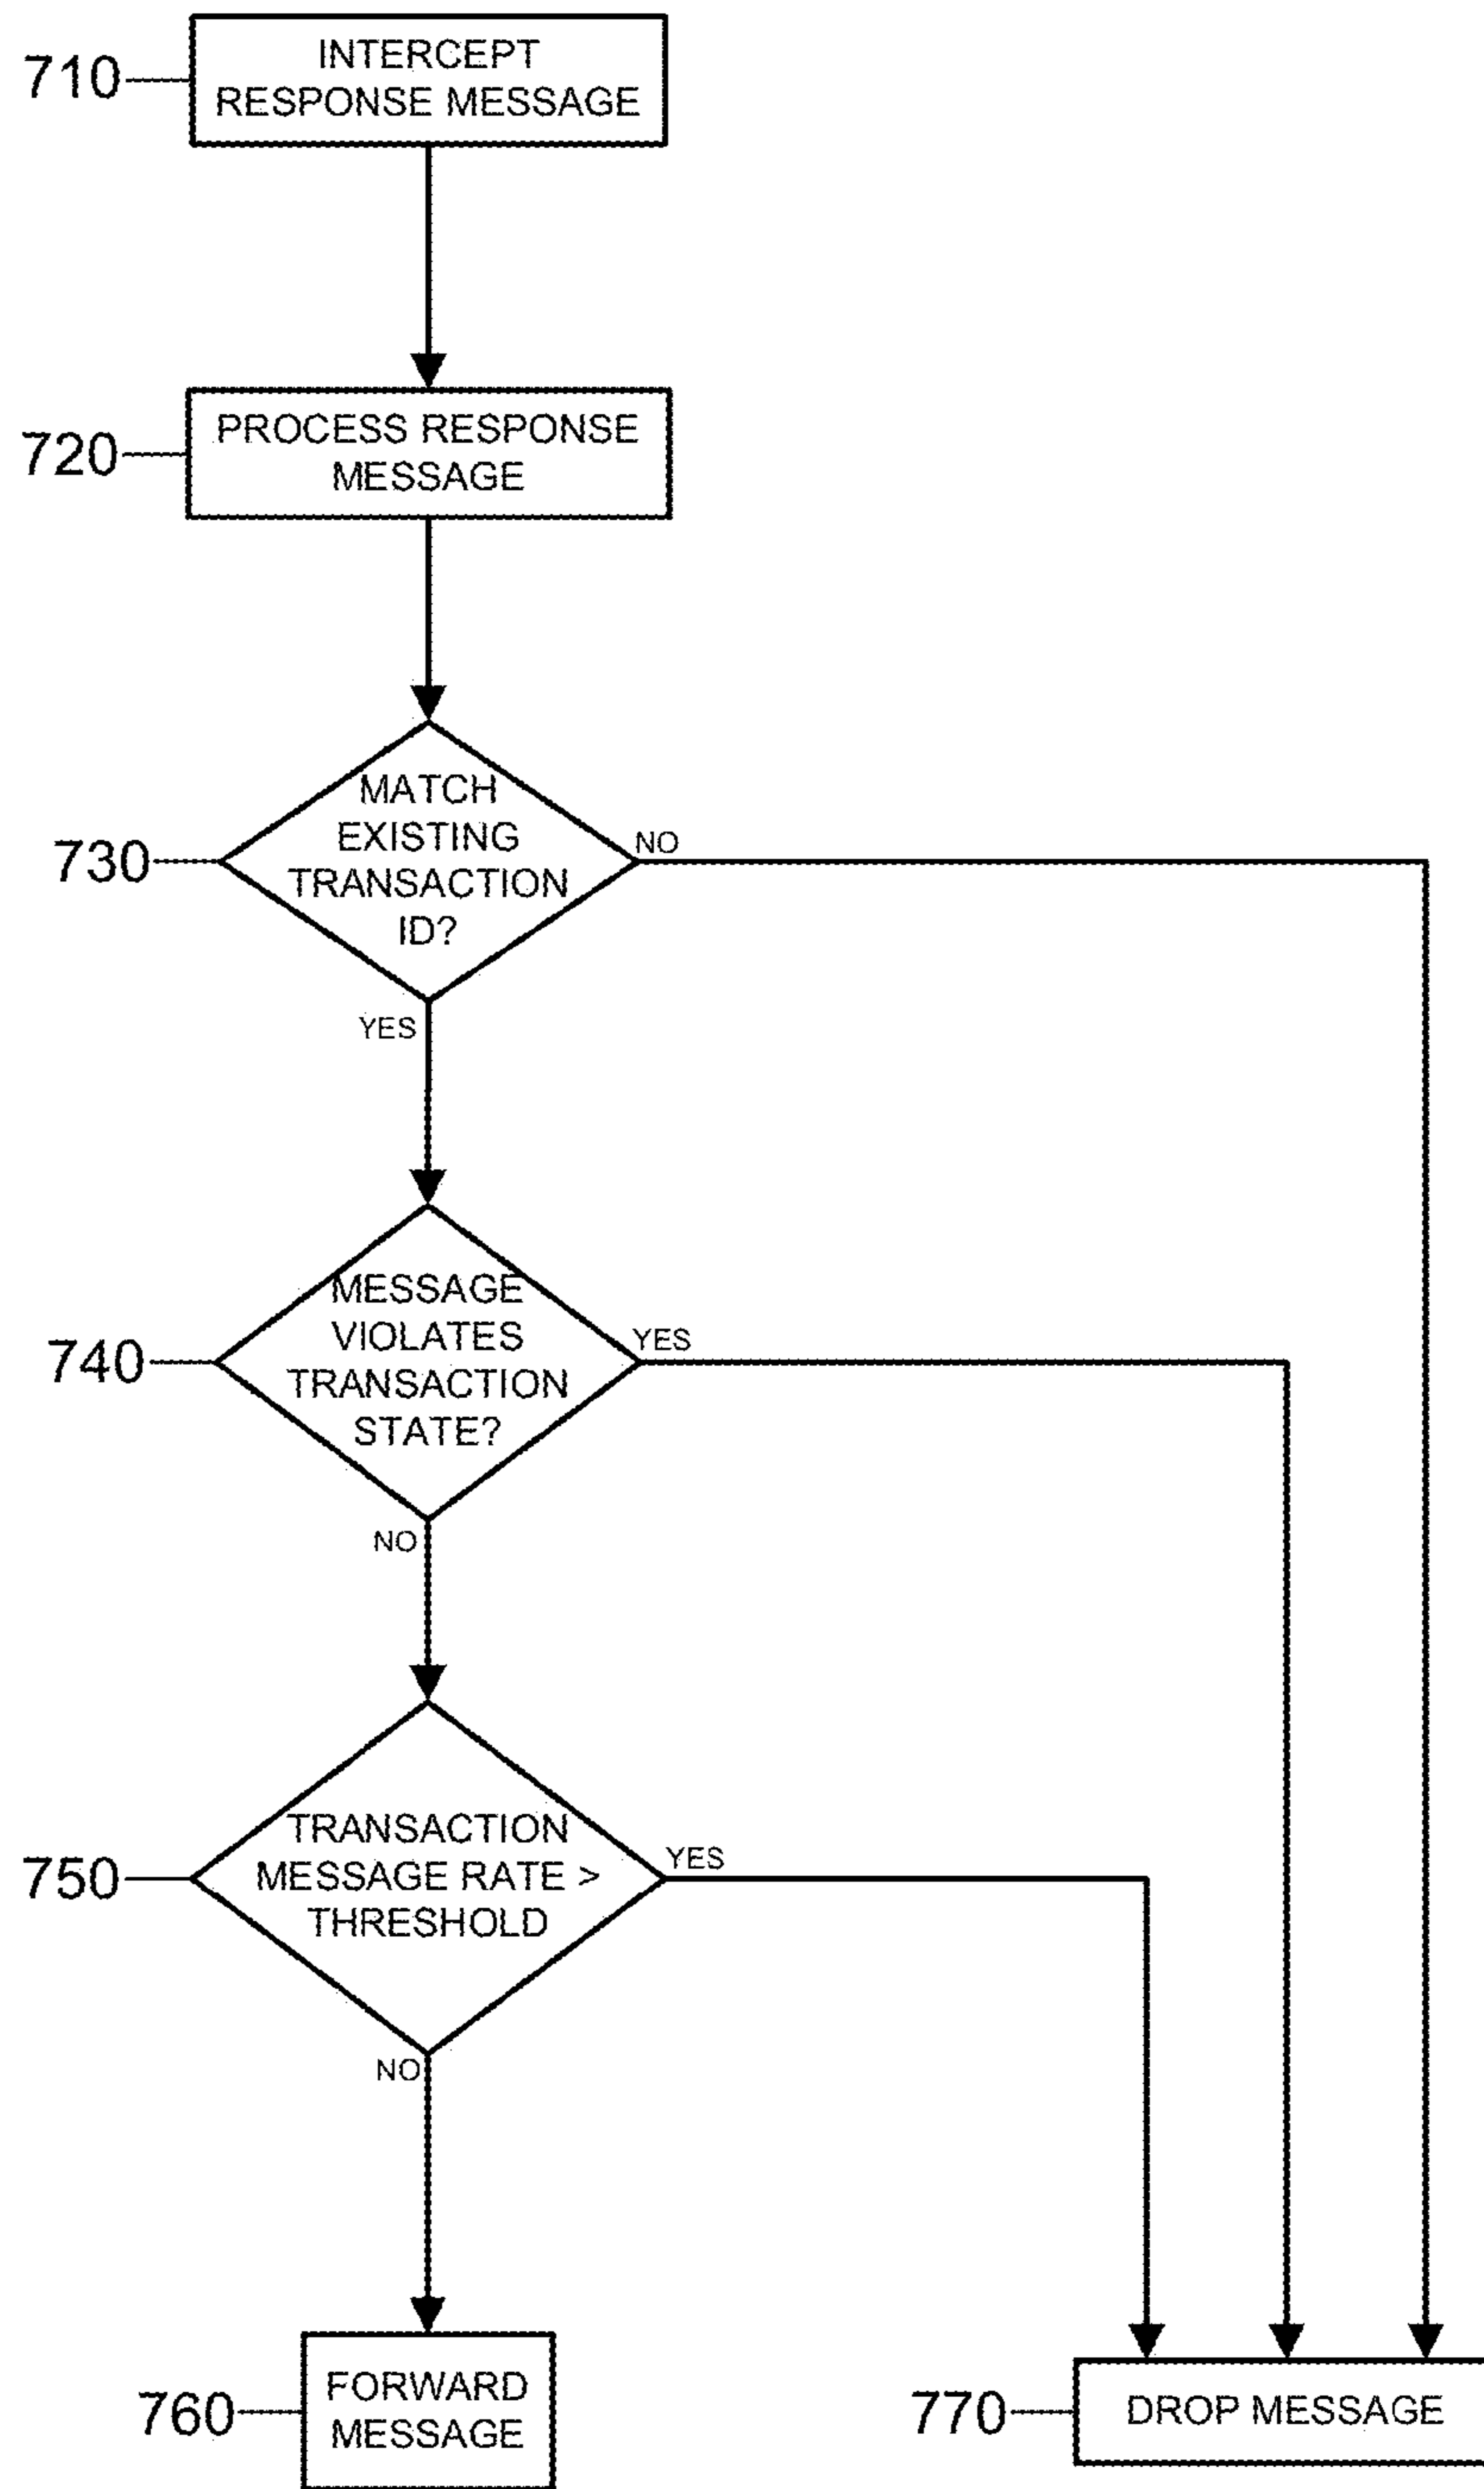 710
INTERCEPT
RESPONSE MESSAGE
720
PROCESS RESPONSE
MESSAGE
730
MATCH
EXISTING
TRANSACTION
ID?
NO
YES
740
MESSAGE
VIOLATES
TRANSACTION
STATE?
YES
NO
750
TRANSACTION
MESSAGE RATE >
THRESHOLD
YES
NO
760
FORWARD
MESSAGE
770
DROP MESSAGE